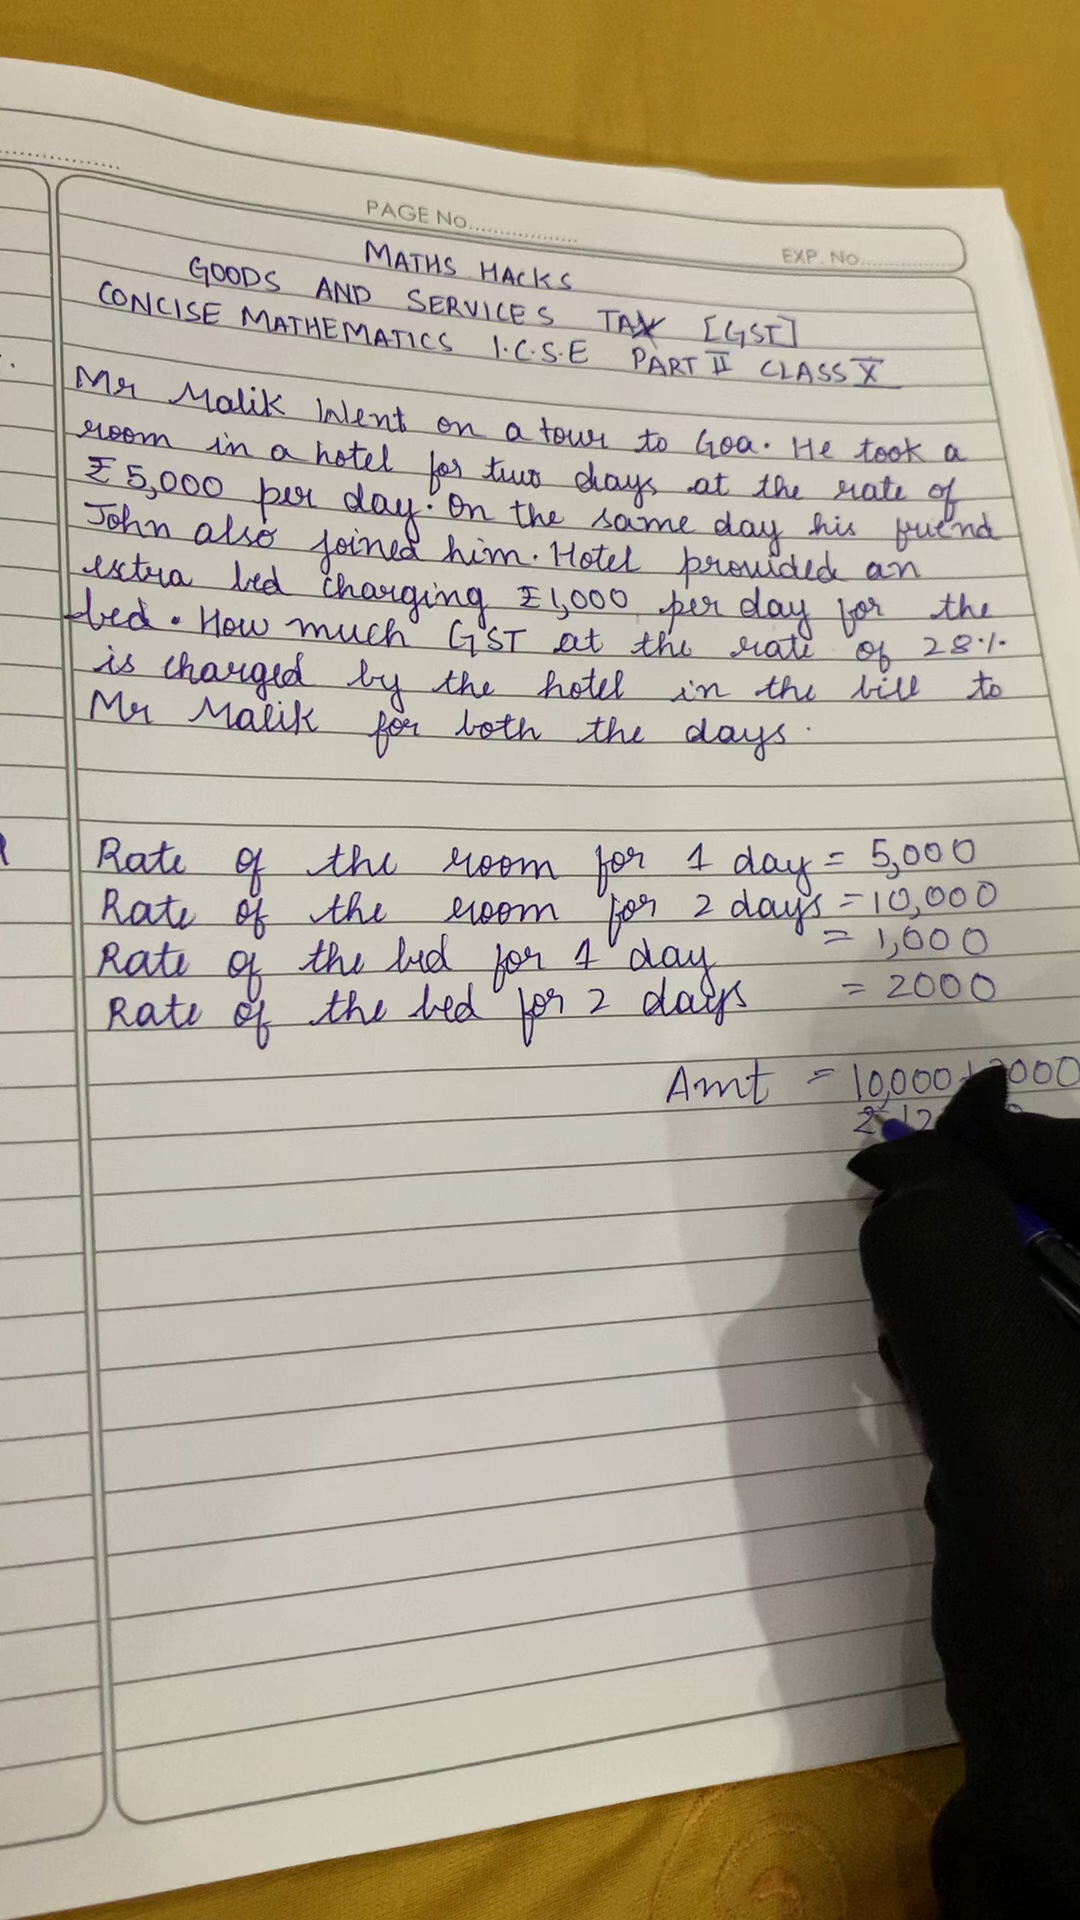 PAGE No.
EXP. No.
MATHS HACKS
GOODS AND SERVICES TAX [GST]
CONCISE MATHEMATICS I.C.S.E PART II CLASS X
Mr Malik Went on a tour to Goa. He took a
room in a hotel for two days at the rate of
₹ 5,000 per day. On the same day his friend
John also joined him. Hotel provided an
extra bed charging ₹1,000 per day for the
bed. How much GST at the rate of 28%
is charged by the hotel in the bill to
Mr Malik for both the days.
Rate of the room for 1 day = 5,000
Rate of the room for 2 days = 10,000
Rate of the bed for 1 day = 1,000
Rate of the bed for 2 days = 2000
Amt = 10,000 + 2000